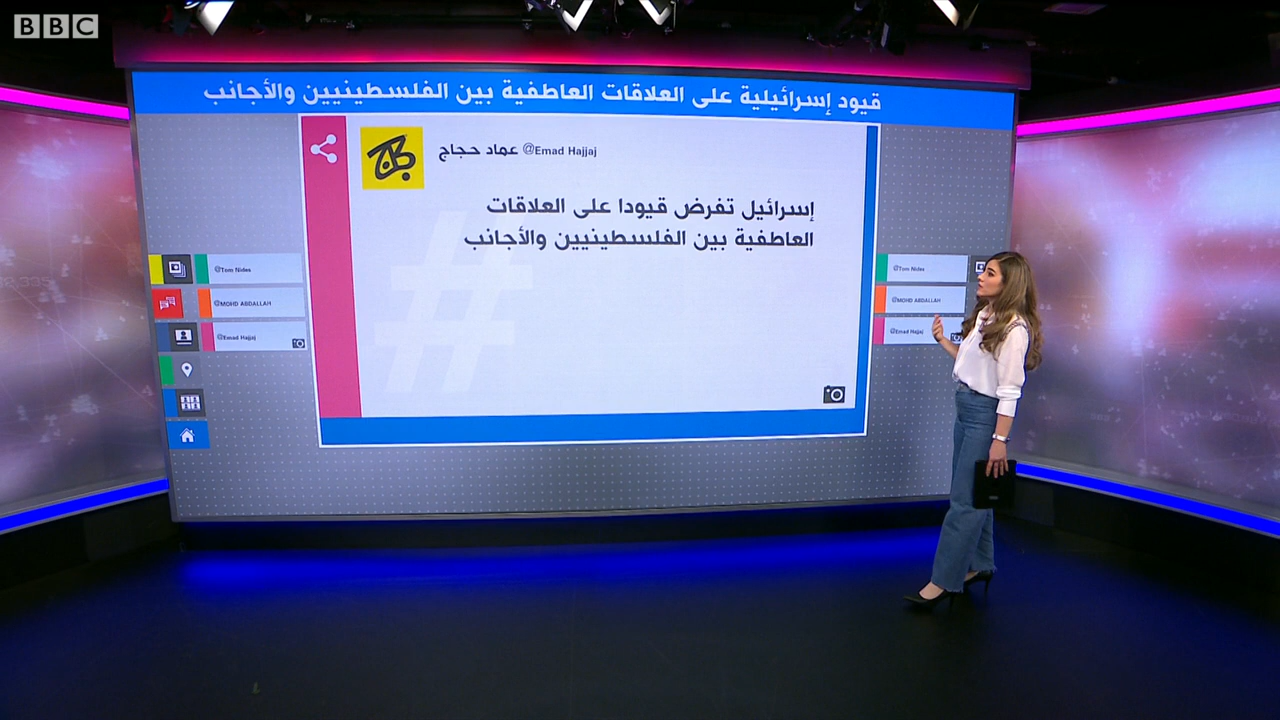 BBC
قيود إسرائيلية على العلاقات العاطفية بين الفلسطينيين والأجانب
عماد حجاج @Emad Hajjaj
إسرائيل تفرض قيودا على العلاقات
العاطفية بين الفلسطينيين والأجانب
@Tom Nides
@MOHD ABDALLAH
@Emad Hajjaj
@Tom Nides
@MOHD ABDALLAH
@Emad Hajjaj